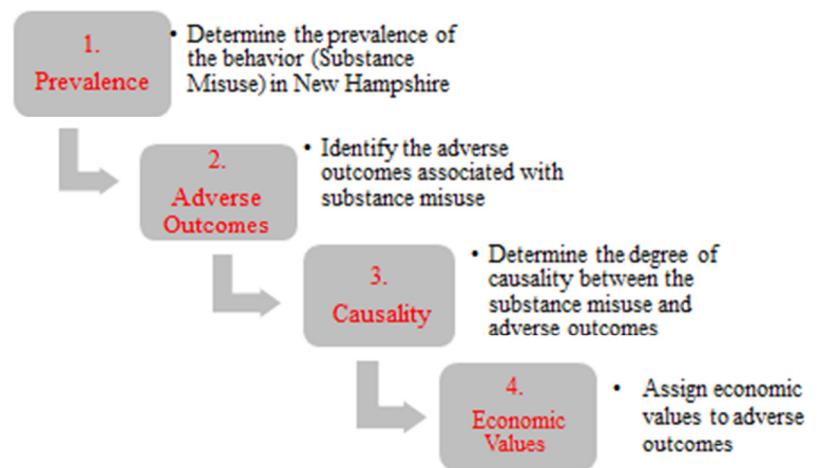 1.
Prevalence
• Determine the prevalence of
the behavior (Substance
Misuse) in New Hampshire
2.
Adverse
Outcomes
• Identify the adverse
outcomes associated with
substance misuse
3.
Causality
• Determine the degree of
causality between the
substance misuse and
adverse outcomes
4.
Economic
Values
• Assign economic
values to adverse
outcomes